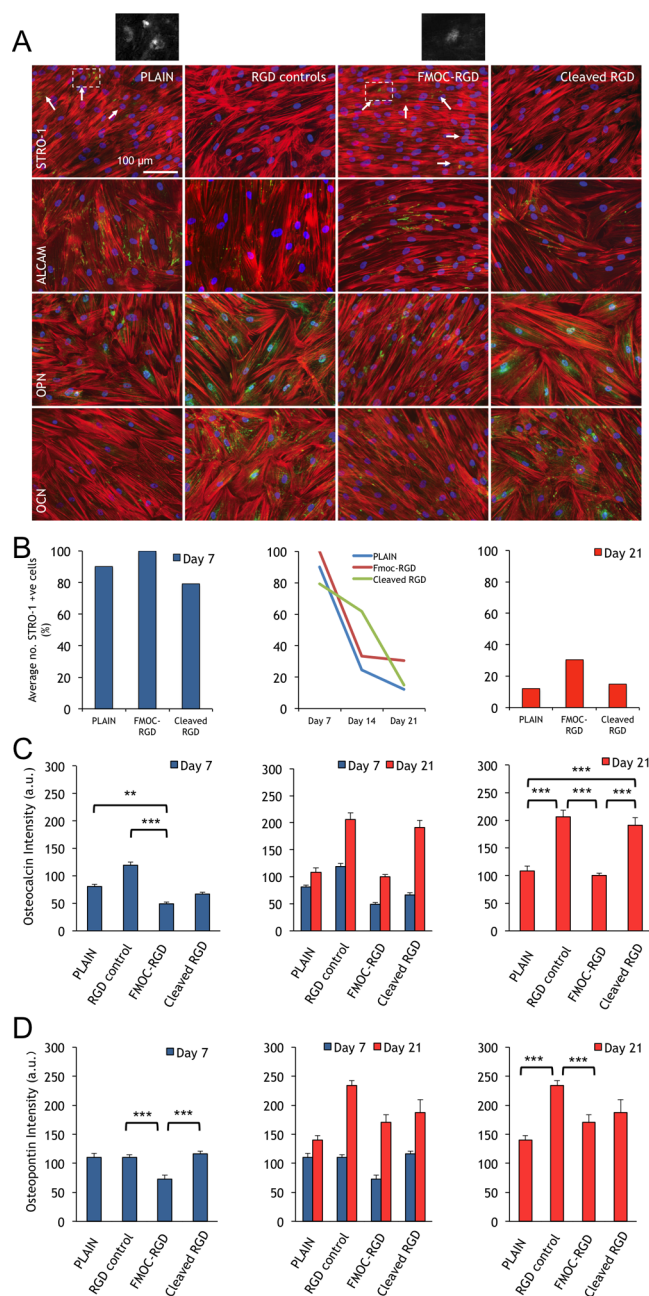 A
PLAIN
RGD controls
FMOC-RGD
Cleaved RGD
STRO-1
100 µm
ALCAM
OPN
OCN
B
Average no. STRO-1 +ve cells
(%)
100
80
60
40
20
0
Day 7
PLAIN
FMOC-
RGD
Cleaved RGD
100
80
60
40
20
0
PLAIN
Fmoc-RGD
Cleaved RGD
Day 7
Day 14
Day 21
100
80
60
40
20
0
Day 21
PLAIN
FMOC-
RGD
Cleaved RGD
C
Osteocalcin Intensity (a.u.)
300
250
200
150
100
50
0
Day 7
**
***
PLAIN
RGD control
FMOC-RGD
Cleaved RGD
300
250
200
150
100
50
0
Day 7
Day 21
PLAIN
RGD control
FMOC-RGD
Cleaved RGD
300
250
200
150
100
50
0
Day 21
***
*** *** ***
PLAIN
RGD control
FMOC-RGD
Cleaved RGD
D
Osteopontin Intensity (a.u.)
300
250
200
150
100
50
0
Day 7
*** ***
PLAIN
RGD control
FMOC-RGD
Cleaved RGD
300
250
200
150
100
50
0
Day 7
Day 21
PLAIN
RGD control
FMOC-RGD
Cleaved RGD
300
250
200
150
100
50
0
Day 21
*** ***
PLAIN
RGD control
FMOC-RGD
Cleaved RGD